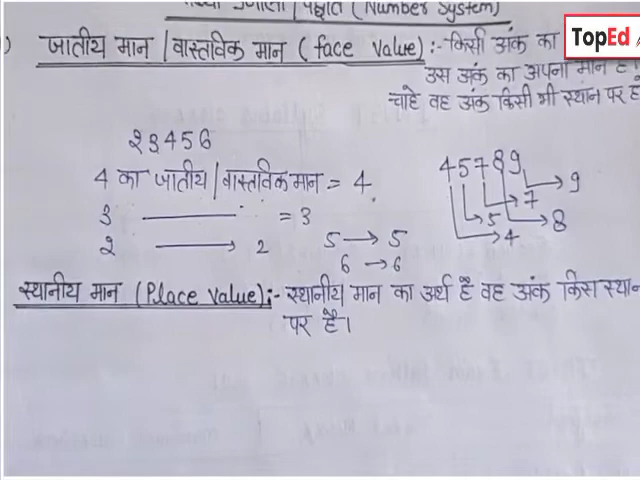 संख्या प्रणाली / पद्धति (Number System)
जातीय मान / वास्तविक मान (face Value) :- किसी अंक का
TopEd
उस अंक का अपना मान है।
चाहे वह अंक किसी भी स्थान पर हो
23456
4 का जातीय / वास्तविक मान = 4.
3 ——— = 3
2 ——→ 2
5 → 5
6 → 6
45789
9
7
5
8
4
स्थानीय मान (Place Value) :- स्थानीय मान का अर्थ है वह अंक किस स्थान
पर है।